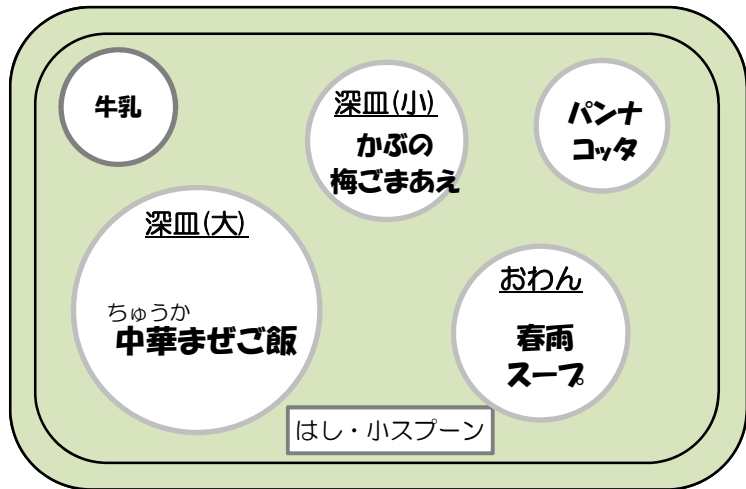 牛乳
深皿(小)
かぶの
梅ごまあえ
パンナ
コッタ
深皿(大)
ちゅうか
中華まぜご飯
おわん
春雨
スープ
はし・小スプーン